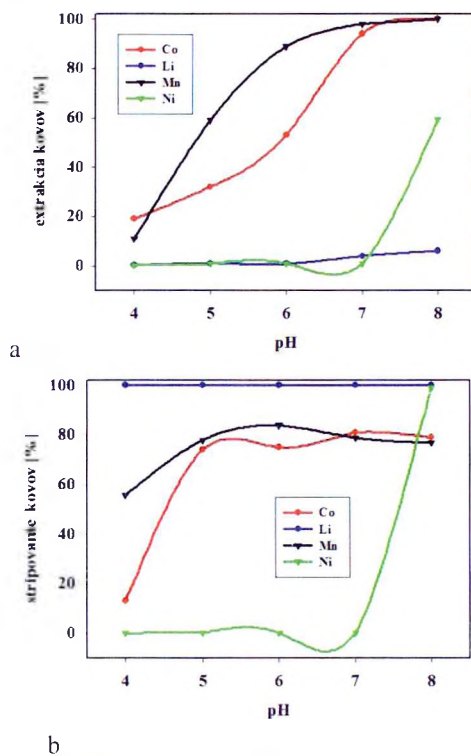 100
80
60
40
20
0
extrakcia kovov [%]
Co
Li
Mn
Ni
4 5 6 7 8
pH
a
100
80
60
40
20
0
stripovanie kovov [%]
Co
Li
Mn
Ni
4 5 6 7 8
pH
b